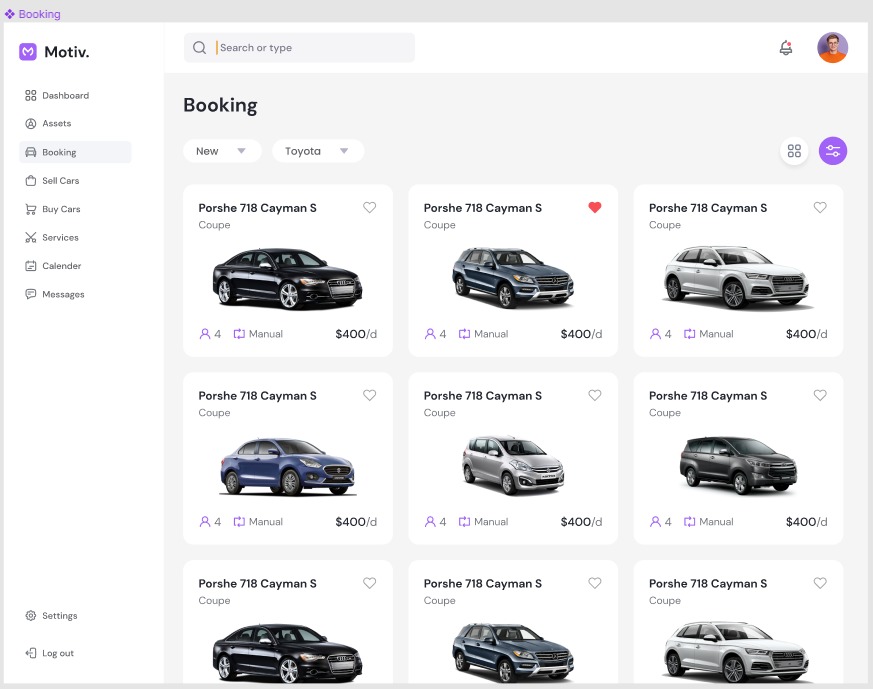 Booking
Motiv.
Search or type
Dashboard
Assets
Booking
Sell Cars
Buy Cars
Services
Calender
Messages
Settings
Log out
Booking
New
Toyota
Porshe 718 Cayman S
Coupe
4 Manual $400/d
Porshe 718 Cayman S
Coupe
4 Manual $400/d
Porshe 718 Cayman S
Coupe
4 Manual $400/d
Porshe 718 Cayman S
Coupe
4 Manual $400/d
Porshe 718 Cayman S
Coupe
4 Manual $400/d
Porshe 718 Cayman S
Coupe
4 Manual $400/d
Porshe 718 Cayman S
Coupe
Porshe 718 Cayman S
Coupe
Porshe 718 Cayman S
Coupe